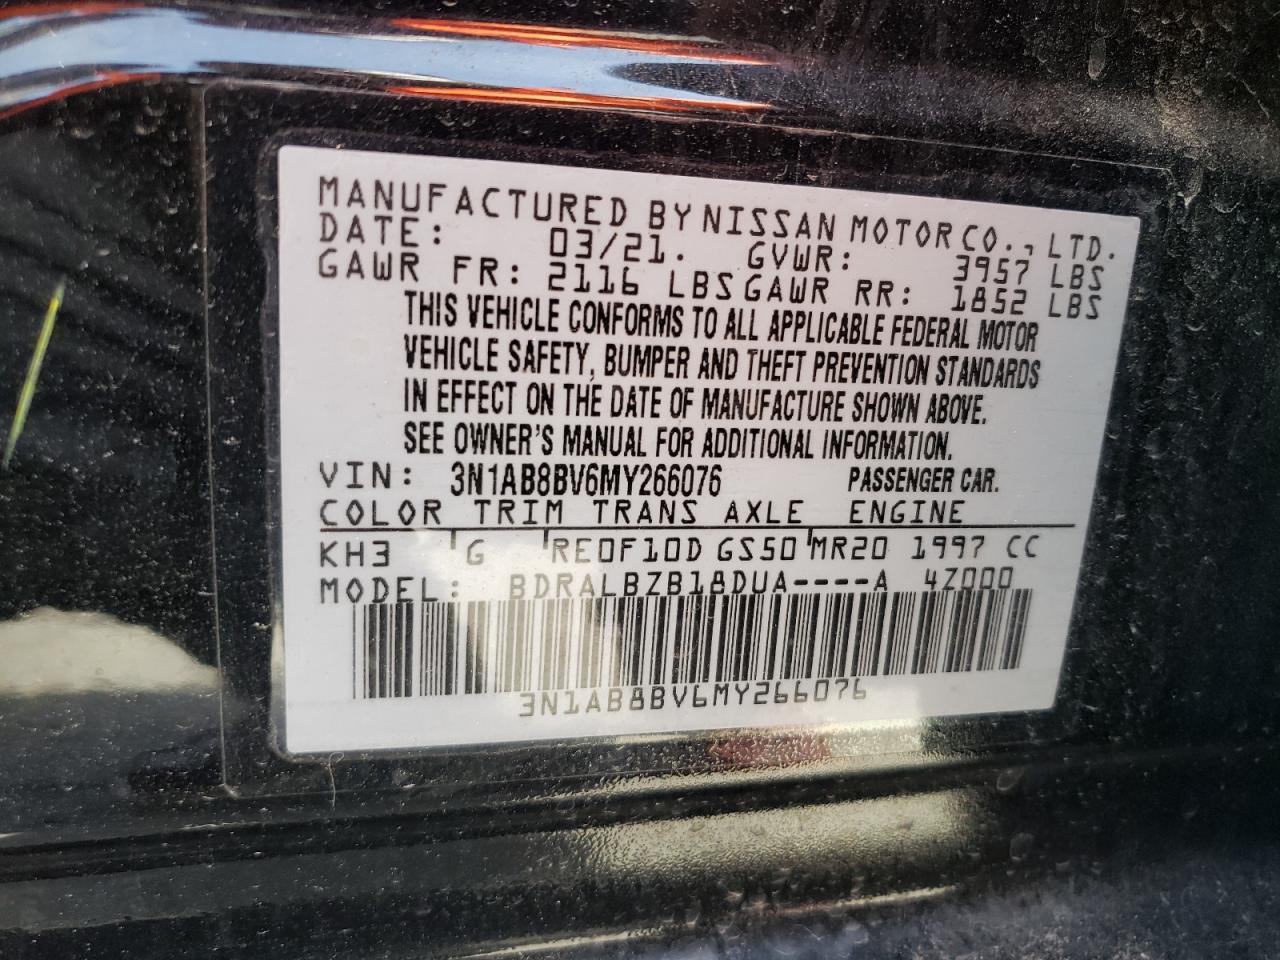 MANUFACTURED BY NISSAN MOTOR CO., LTD.
DATE: 03/21. GVWR: 3957 LBS
GAWR FR: 2116 LBS GAWR RR: 1852 LBS
THIS VEHICLE CONFORMS TO ALL APPLICABLE FEDERAL MOTOR
VEHICLE SAFETY, BUMPER AND THEFT PREVENTION STANDARDS
IN EFFECT ON THE DATE OF MANUFACTURE SHOWN ABOVE.
SEE OWNER'S MANUAL FOR ADDITIONAL INFORMATION.
VIN: 3N1AB8BV6MY266076 PASSENGER CAR.
COLOR TRIM TRANS AXLE ENGINE
KH3 G RE0F10D GS50 MR20 1997 CC
MODEL: BDRALBZB18DUA----A 4Z000
3N1AB8BV6MY266076